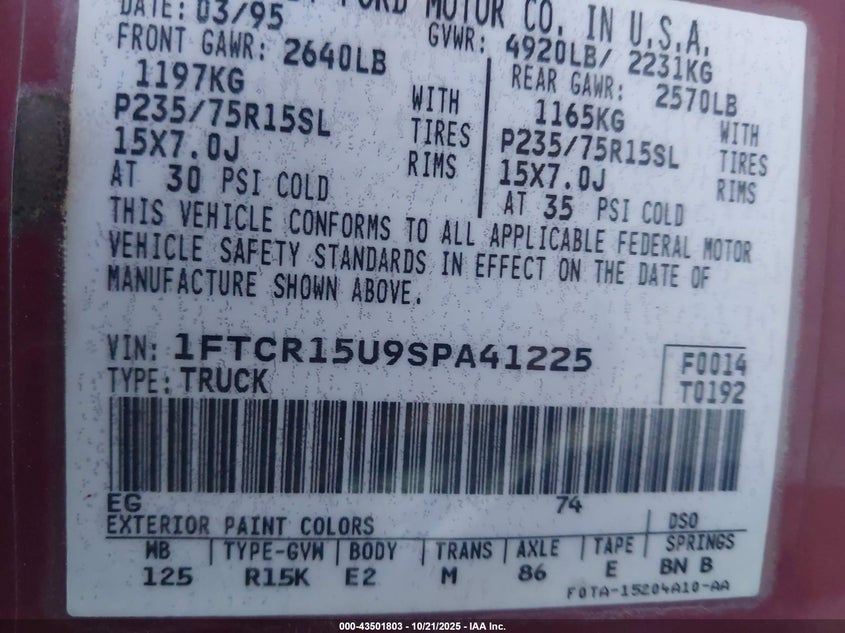 DATE: 03/95 FORD MOTOR CO. IN U.S.A.
FRONT GAWR: 2640LB GVWR: 4920LB/ 2231KG
1197KG REAR GAWR: 2570LB
P235/75R15SL WITH 1165KG WITH
15X7.0J TIRES P235/75R15SL TIRES
AT 30 PSI COLD RIMS 15X7.0J RIMS
AT 35 PSI COLD
THIS VEHICLE CONFORMS TO ALL APPLICABLE FEDERAL MOTOR
VEHICLE SAFETY STANDARDS IN EFFECT ON THE DATE OF
MANUFACTURE SHOWN ABOVE.
VIN: 1FTCR15U9SPA41225 F0014
TYPE: TRUCK T0192
EG 74
EXTERIOR PAINT COLORS DSO
WB TYPE-GVW BODY TRANS AXLE TAPE SPRINGS
125 R15K E2 M 86 E BN B
F0TA-15204A10-AA
000-43501803 - 10/21/2025 - IAA Inc.